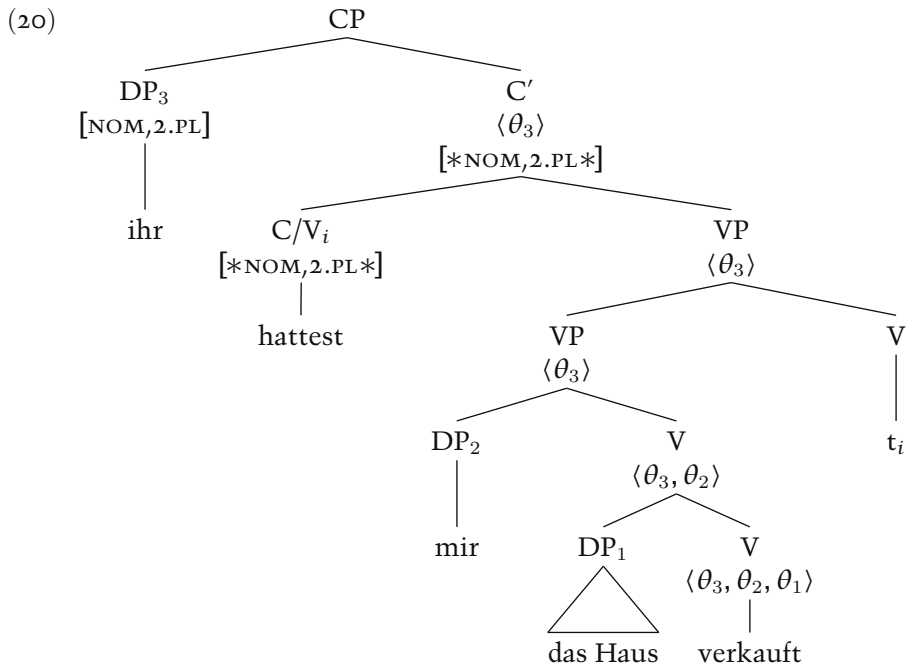 (20) CP
DP₃ C′
[NOM,2.PL] ⟨θ₃⟩
[∗NOM,2.PL∗]
ihr C/Vᵢ VP
[∗NOM,2.PL∗] ⟨θ₃⟩
hattest VP V
⟨θ₃⟩
DP₂ V tᵢ
⟨θ₃, θ₂⟩
mir DP₁ V
⟨θ₃, θ₂, θ₁⟩
das Haus verkauft